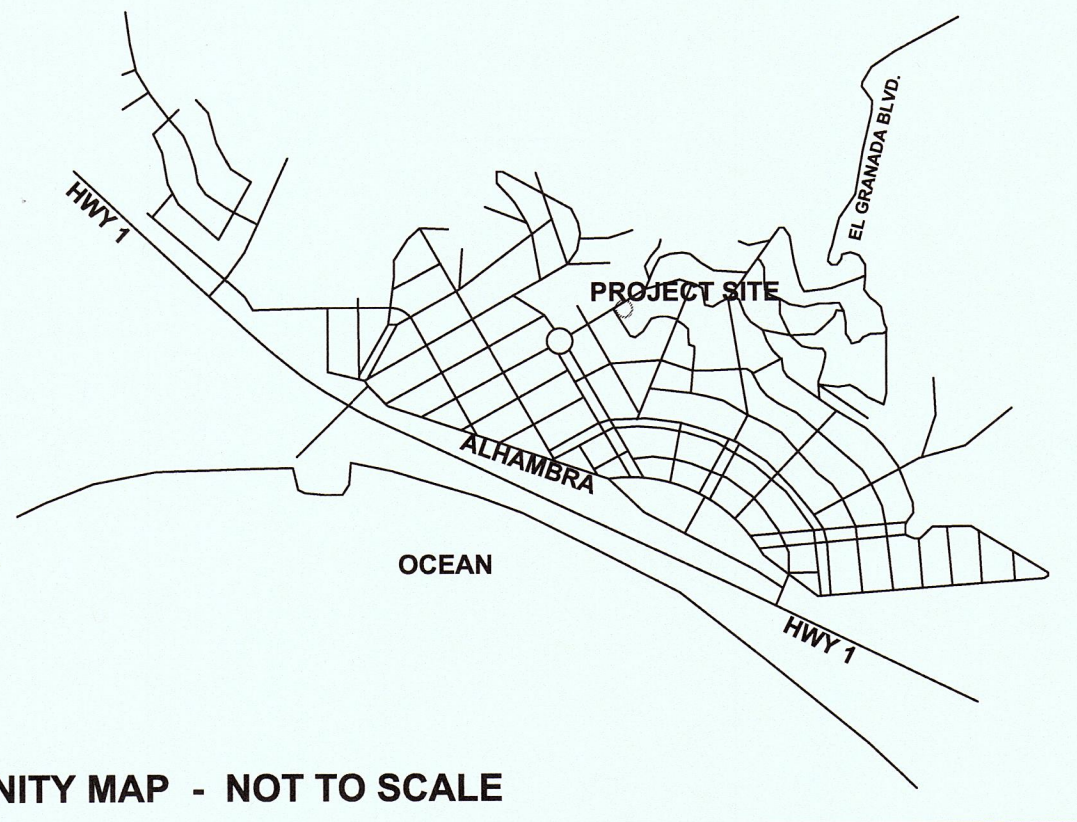 EL GRANADA BLVD.
HWY 1
PROJECT SITE
ALHAMBRA
OCEAN
HWY 1
NITY MAP - NOT TO SCALE